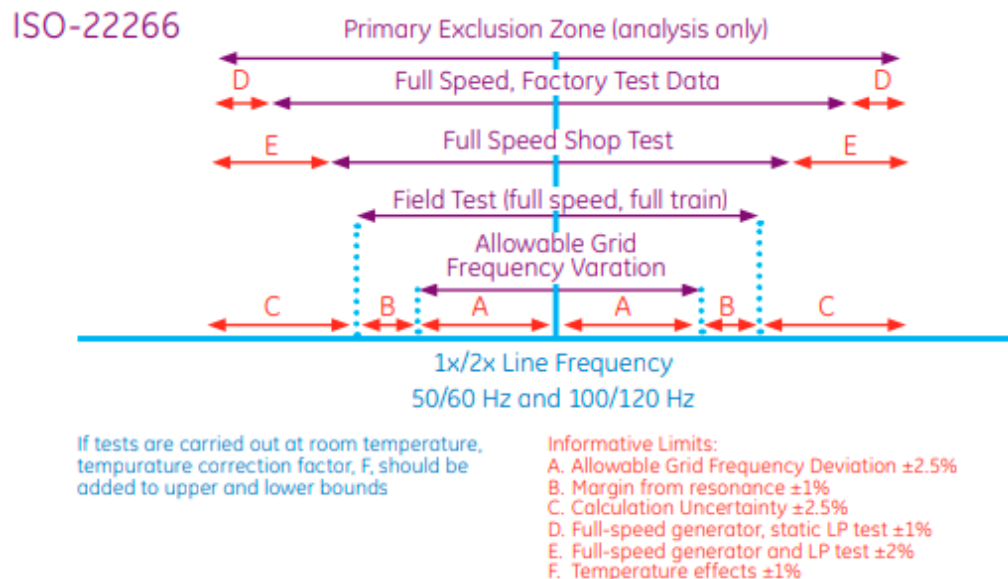 ISO-22266
Primary Exclusion Zone (analysis only)
D
Full Speed, Factory Test Data
D
E
Full Speed Shop Test
E
Field Test (full speed, full train)
Allowable Grid
Frequency Varation
C
B
A
A
B
C
1x/2x Line Frequency
50/60 Hz and 100/120 Hz
If tests are carried out at room temperature,
tempurature correction factor, F, should be
added to upper and lower bounds
Informative Limits:
A. Allowable Grid Frequency Deviation ±2.5%
B. Margin from resonance ±1%
C. Calculation Uncertainty ±2.5%
D. Full-speed generator, static LP test ±1%
E. Full-speed generator and LP test ±2%
F. Temperature effects ±1%